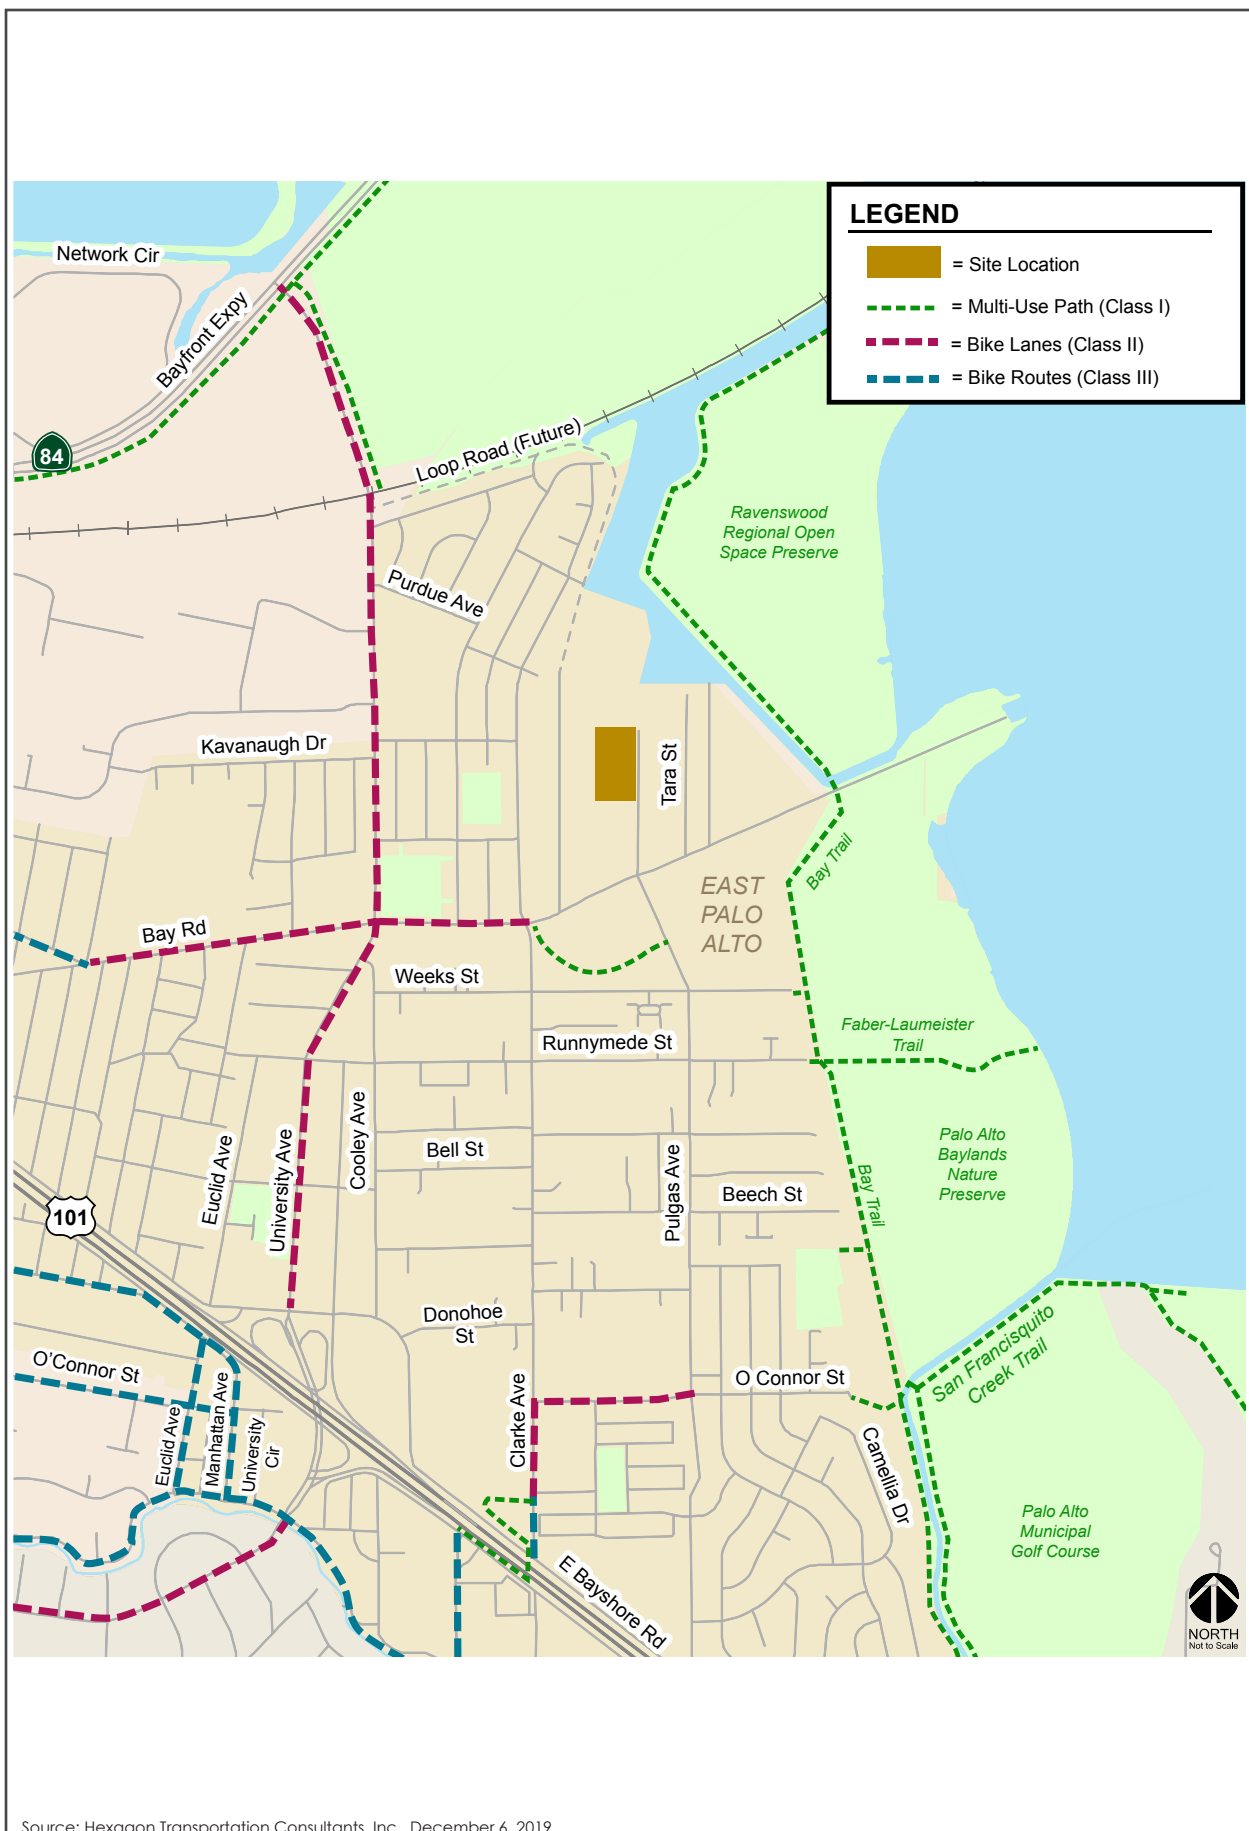 LEGEND
= Site Location
= Multi-Use Path (Class I)
= Bike Lanes (Class II)
= Bike Routes (Class III)
Network Cir
Bayfront Expy
84
Loop Road (Future)
Ravenswood
Regional Open
Space Preserve
Purdue Ave
Kavanaugh Dr
Tara St
Bay Trail
EAST
PALO
ALTO
Bay Rd
Weeks St
Faber-Laumeister
Trail
Runnymede St
Cooley Ave
Euclid Ave
University Ave
Bell St
Pulgas Ave
Beech St
Bay Trail
Palo Alto
Baylands
Nature
Preserve
101
Donohoe
St
San Francisquito
Creek Trail
O'Connor St
O Connor St
Euclid Ave
Manhattan Ave
University
Cir
Clarke Ave
Camellia Dr
E Bayshore Rd
Palo Alto
Municipal
Golf Course
NORTH
Not to Scale
Source: Hexagon Transportation Consultants, Inc., December 6, 2019